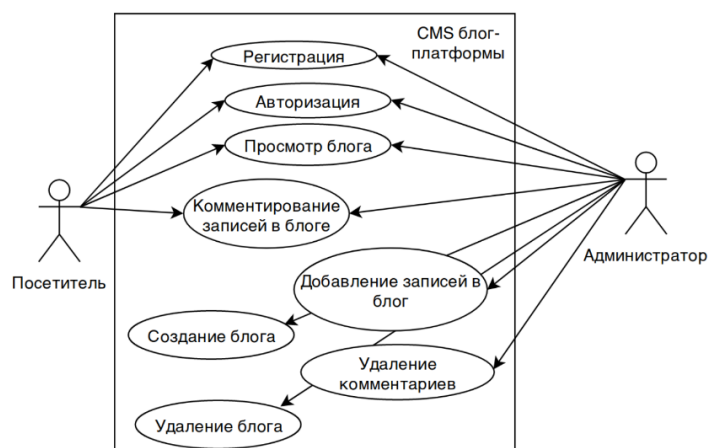 CMS блог-
платформы
Регистрация
Авторизация
Просмотр блога
Комментирование
записей в блоге
Посетитель
Администратор
Добавление записей в
блог
Создание блога
Удаление
комментариев
Удаление блога